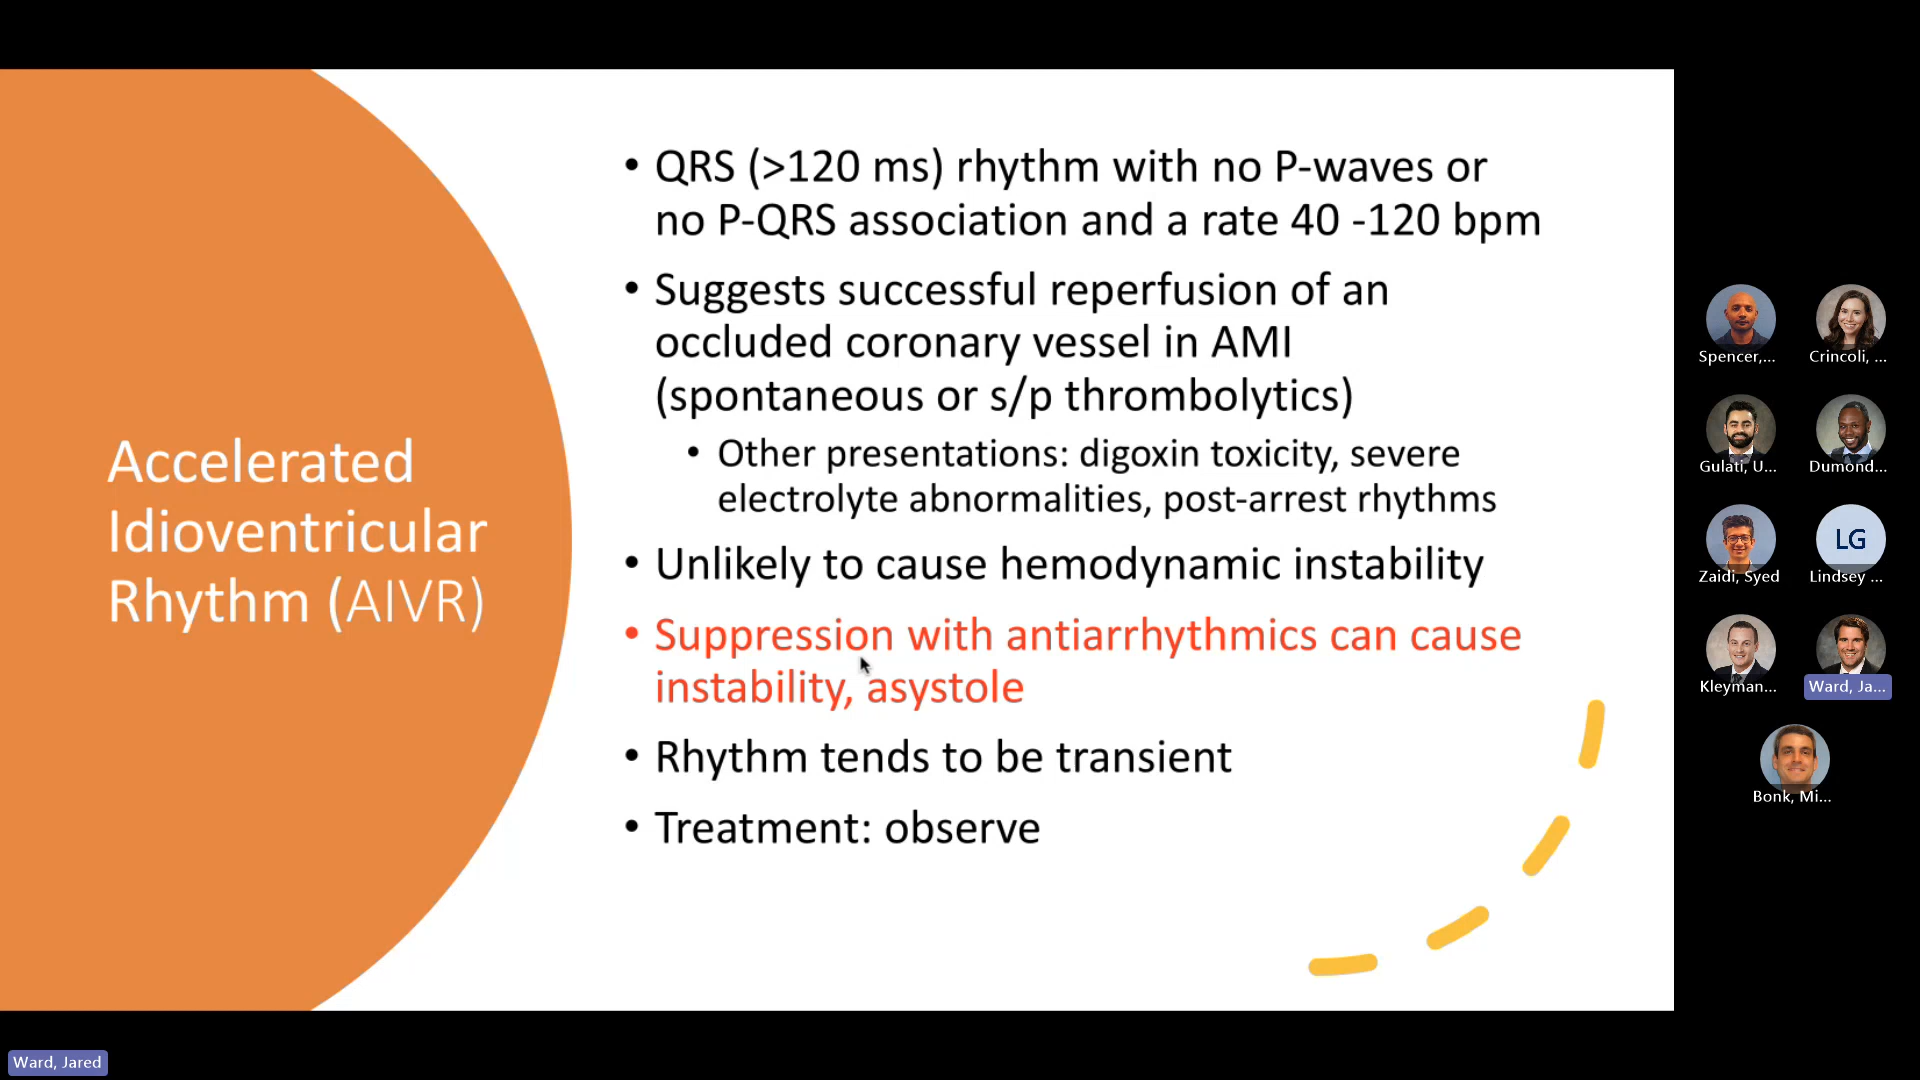 Accelerated
Idioventricular
Rhythm (AIVR)
• QRS (>120 ms) rhythm with no P-waves or
no P-QRS association and a rate 40 -120 bpm
• Suggests successful reperfusion of an
occluded coronary vessel in AMI
(spontaneous or s/p thrombolytics)
• Other presentations: digoxin toxicity, severe
electrolyte abnormalities, post-arrest rhythms
• Unlikely to cause hemodynamic instability
• Suppression with antiarrhythmics can cause
instability, asystole
• Rhythm tends to be transient
• Treatment: observe
Spencer,...
Crincoli, ...
Gulati, U...
Dumond...
Zaidi, Syed
LG
Lindsey ...
Kleyman...
Ward, Ja...
Bonk, Mi...
Ward, Jared